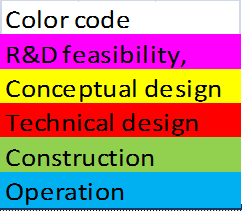 Color code
R&D feasibility,
Conceptual design
Technical design
Construction
Operation